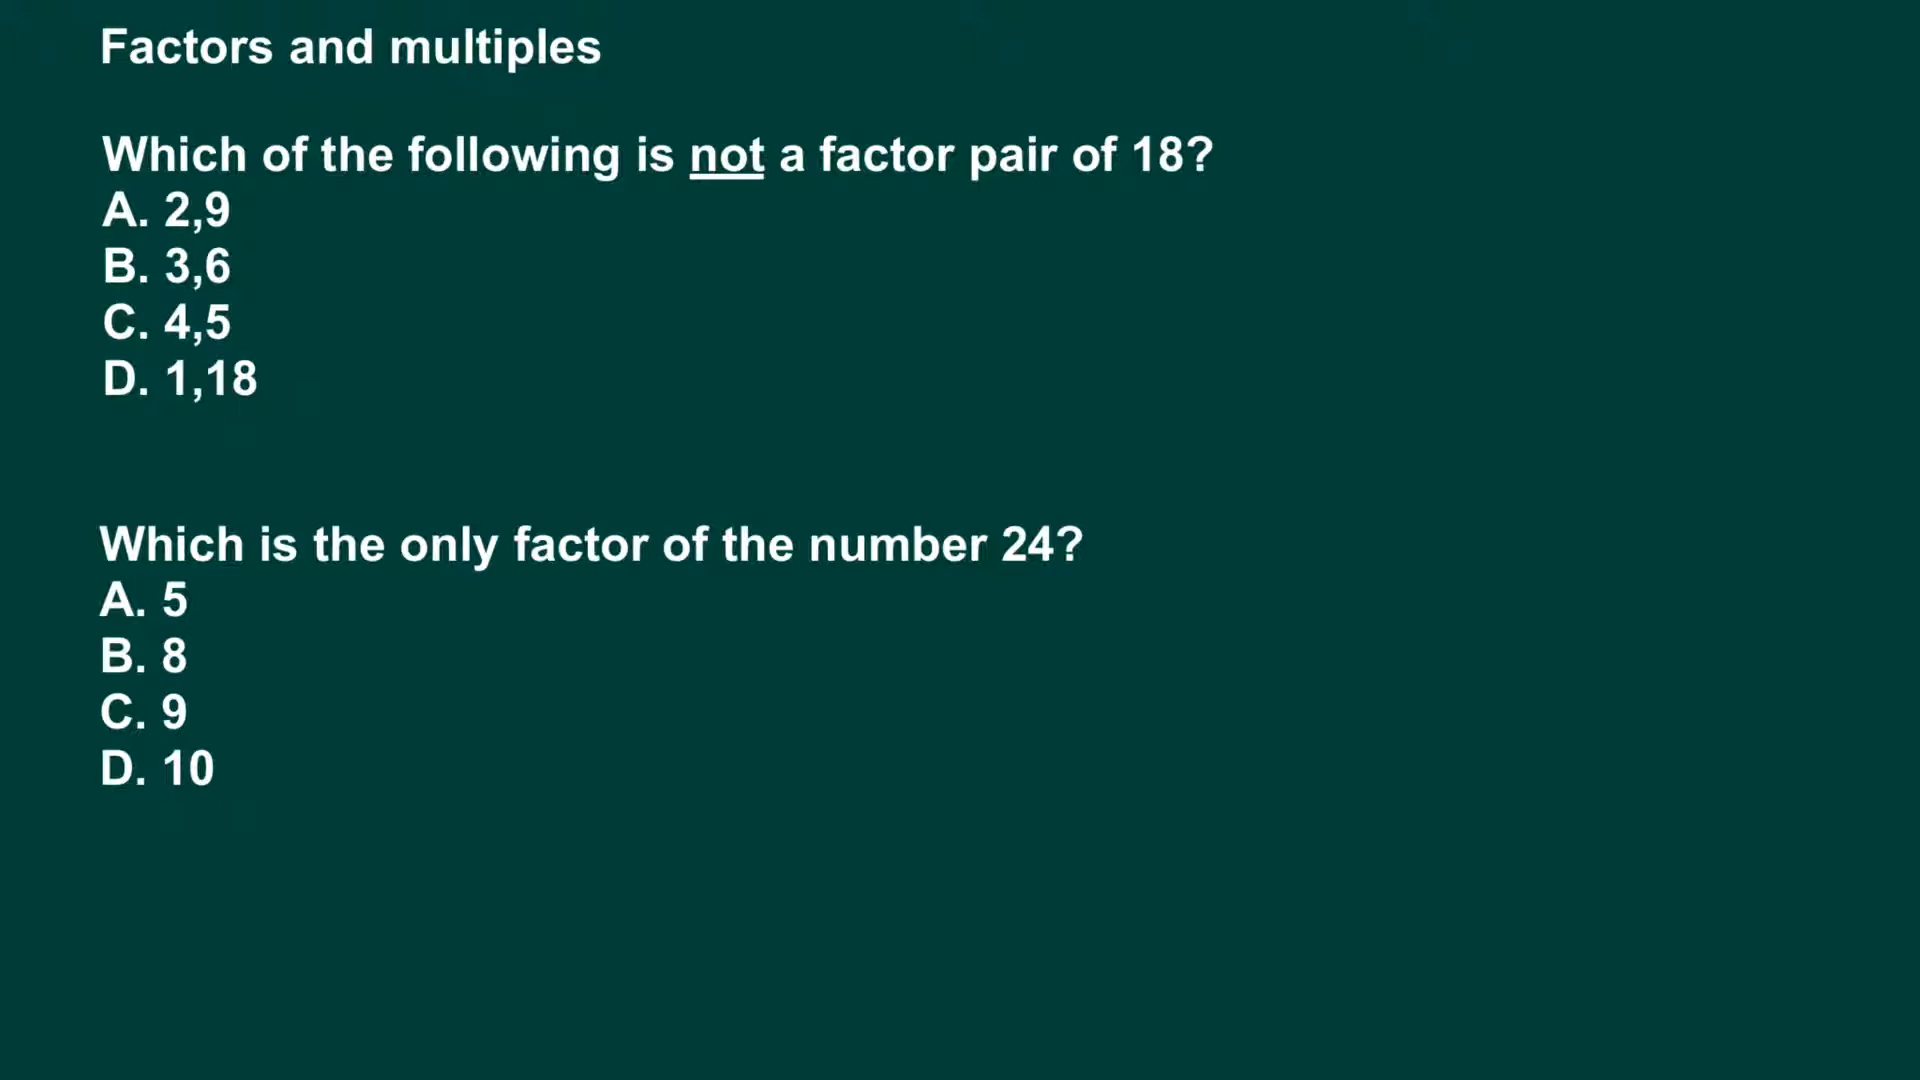 Factors and multiples
Which of the following is not a factor pair of 18?
A. 2,9
B. 3,6
C. 4,5
D. 1,18
Which is the only factor of the number 24?
A. 5
B. 8
C. 9
D. 10